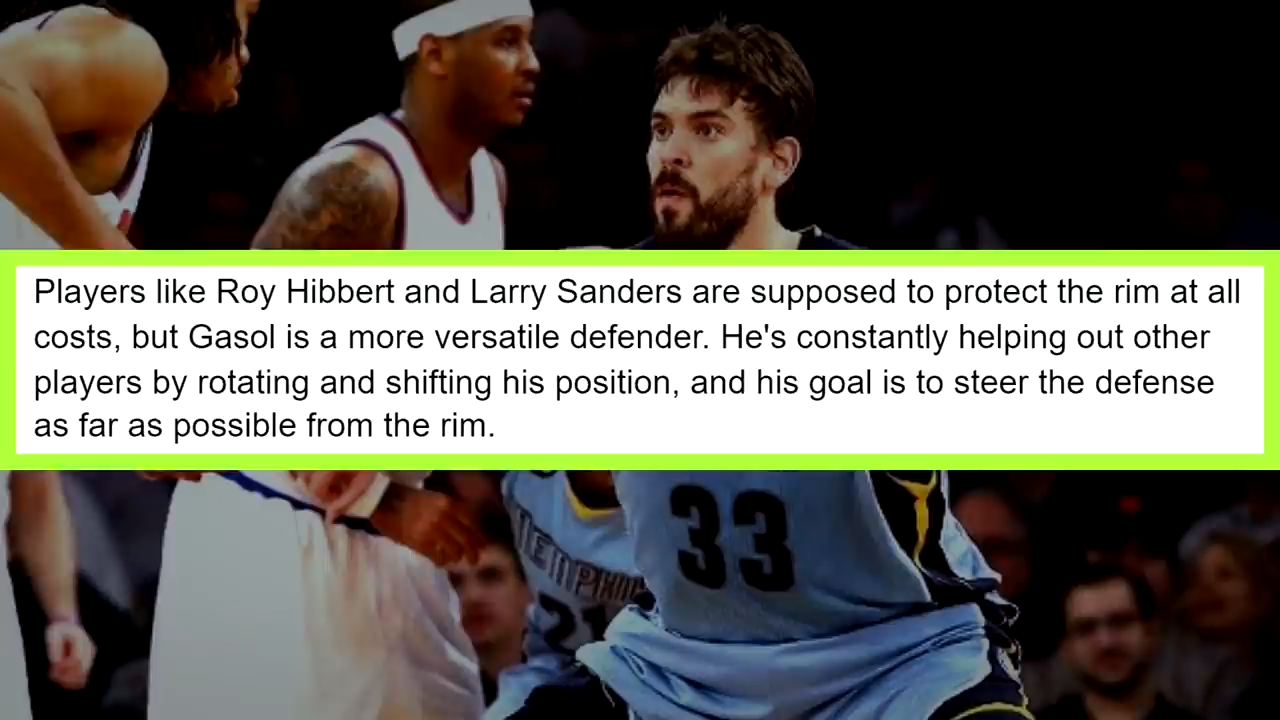 Players like Roy Hibbert and Larry Sanders are supposed to protect the rim at all
costs, but Gasol is a more versatile defender. He's constantly helping out other
players by rotating and shifting his position, and his goal is to steer the defense
as far as possible from the rim.
33
MEMPHIS
21